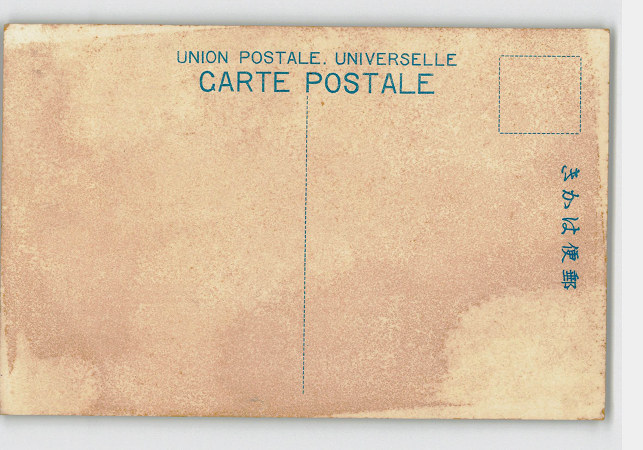 UNION POSTALE. UNIVERSELLE
CARTE POSTALE
きかは便郵